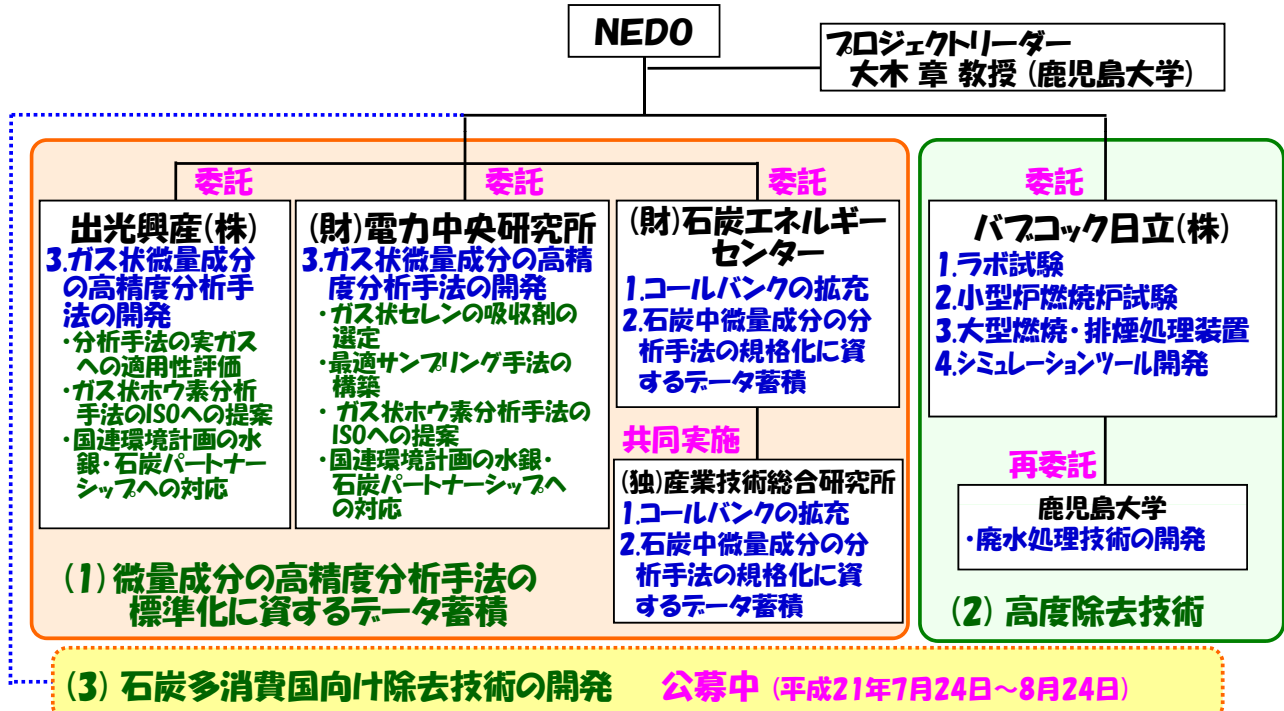 NEDO
プロジェクトリーダー
大木 章 教授 (鹿児島大学)
委託
出光興産(株)
3.ガス状微量成分
の高精度分析手
法の開発
・分析手法の実ガス
への適用性評価
・ガス状ホウ素分析
手法のISOへの提案
・国連環境計画の水
銀・石炭パートナー
シップへの対応
委託
(財)電力中央研究所
3.ガス状微量成分の高精
度分析手法の開発
・ガス状セレンの吸収剤の
選定
・最適サンプリング手法の
構築
・ ガス状ホウ素分析手法の
ISOへの提案
・国連環境計画の水銀・
石炭パートナーシップへ
の対応
委託
(財)石炭エネルギー
センター
1.コールバンクの拡充
2.石炭中微量成分の分
析手法の規格化に資
するデータ蓄積
共同実施
(独)産業技術総合研究所
1.コールバンクの拡充
2.石炭中微量成分の分
析手法の規格化に資
するデータ蓄積
(1) 微量成分の高精度分析手法の
標準化に資するデータ蓄積
委託
バブコック日立(株)
1.ラボ試験
2.小型炉燃焼炉試験
3.大型燃焼・排煙処理装置
4.シミュレーションツール開発
再委託
鹿児島大学
・廃水処理技術の開発
(2) 高度除去技術
(3) 石炭多消費国向け除去技術の開発 公募中 (平成21年7月24日～8月24日)